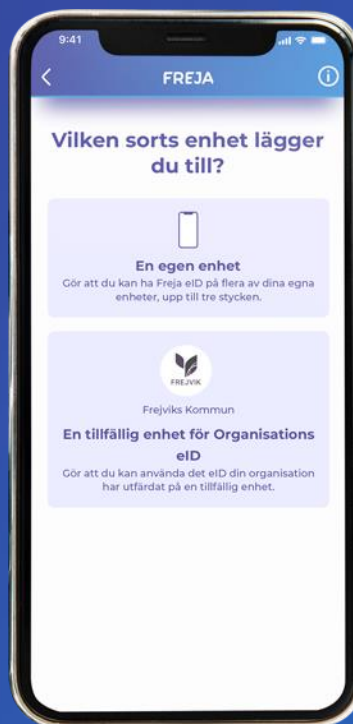 9:41
FREJA
Vilken sorts enhet lägger
du till?
En egen enhet
Gör att du kan ha Freja eID på flera av dina egna
enheter, upp till tre stycken.
FREJVIK
Frejviks Kommun
En tillfällig enhet för Organisations
eID
Gör att du kan använda det eID din organisation
har utfärdat på en tillfällig enhet.